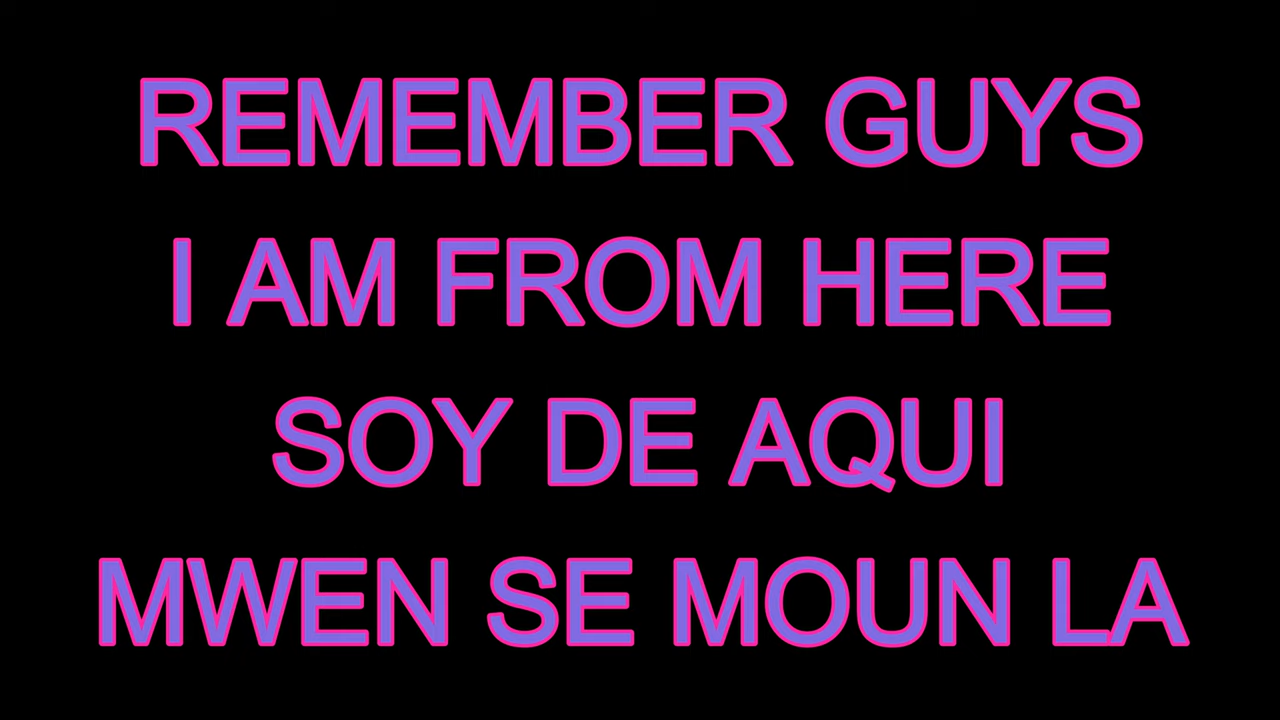 REMEMBER GUYS
I AM FROM HERE
SOY DE AQUI
MWEN SE MOUN LA